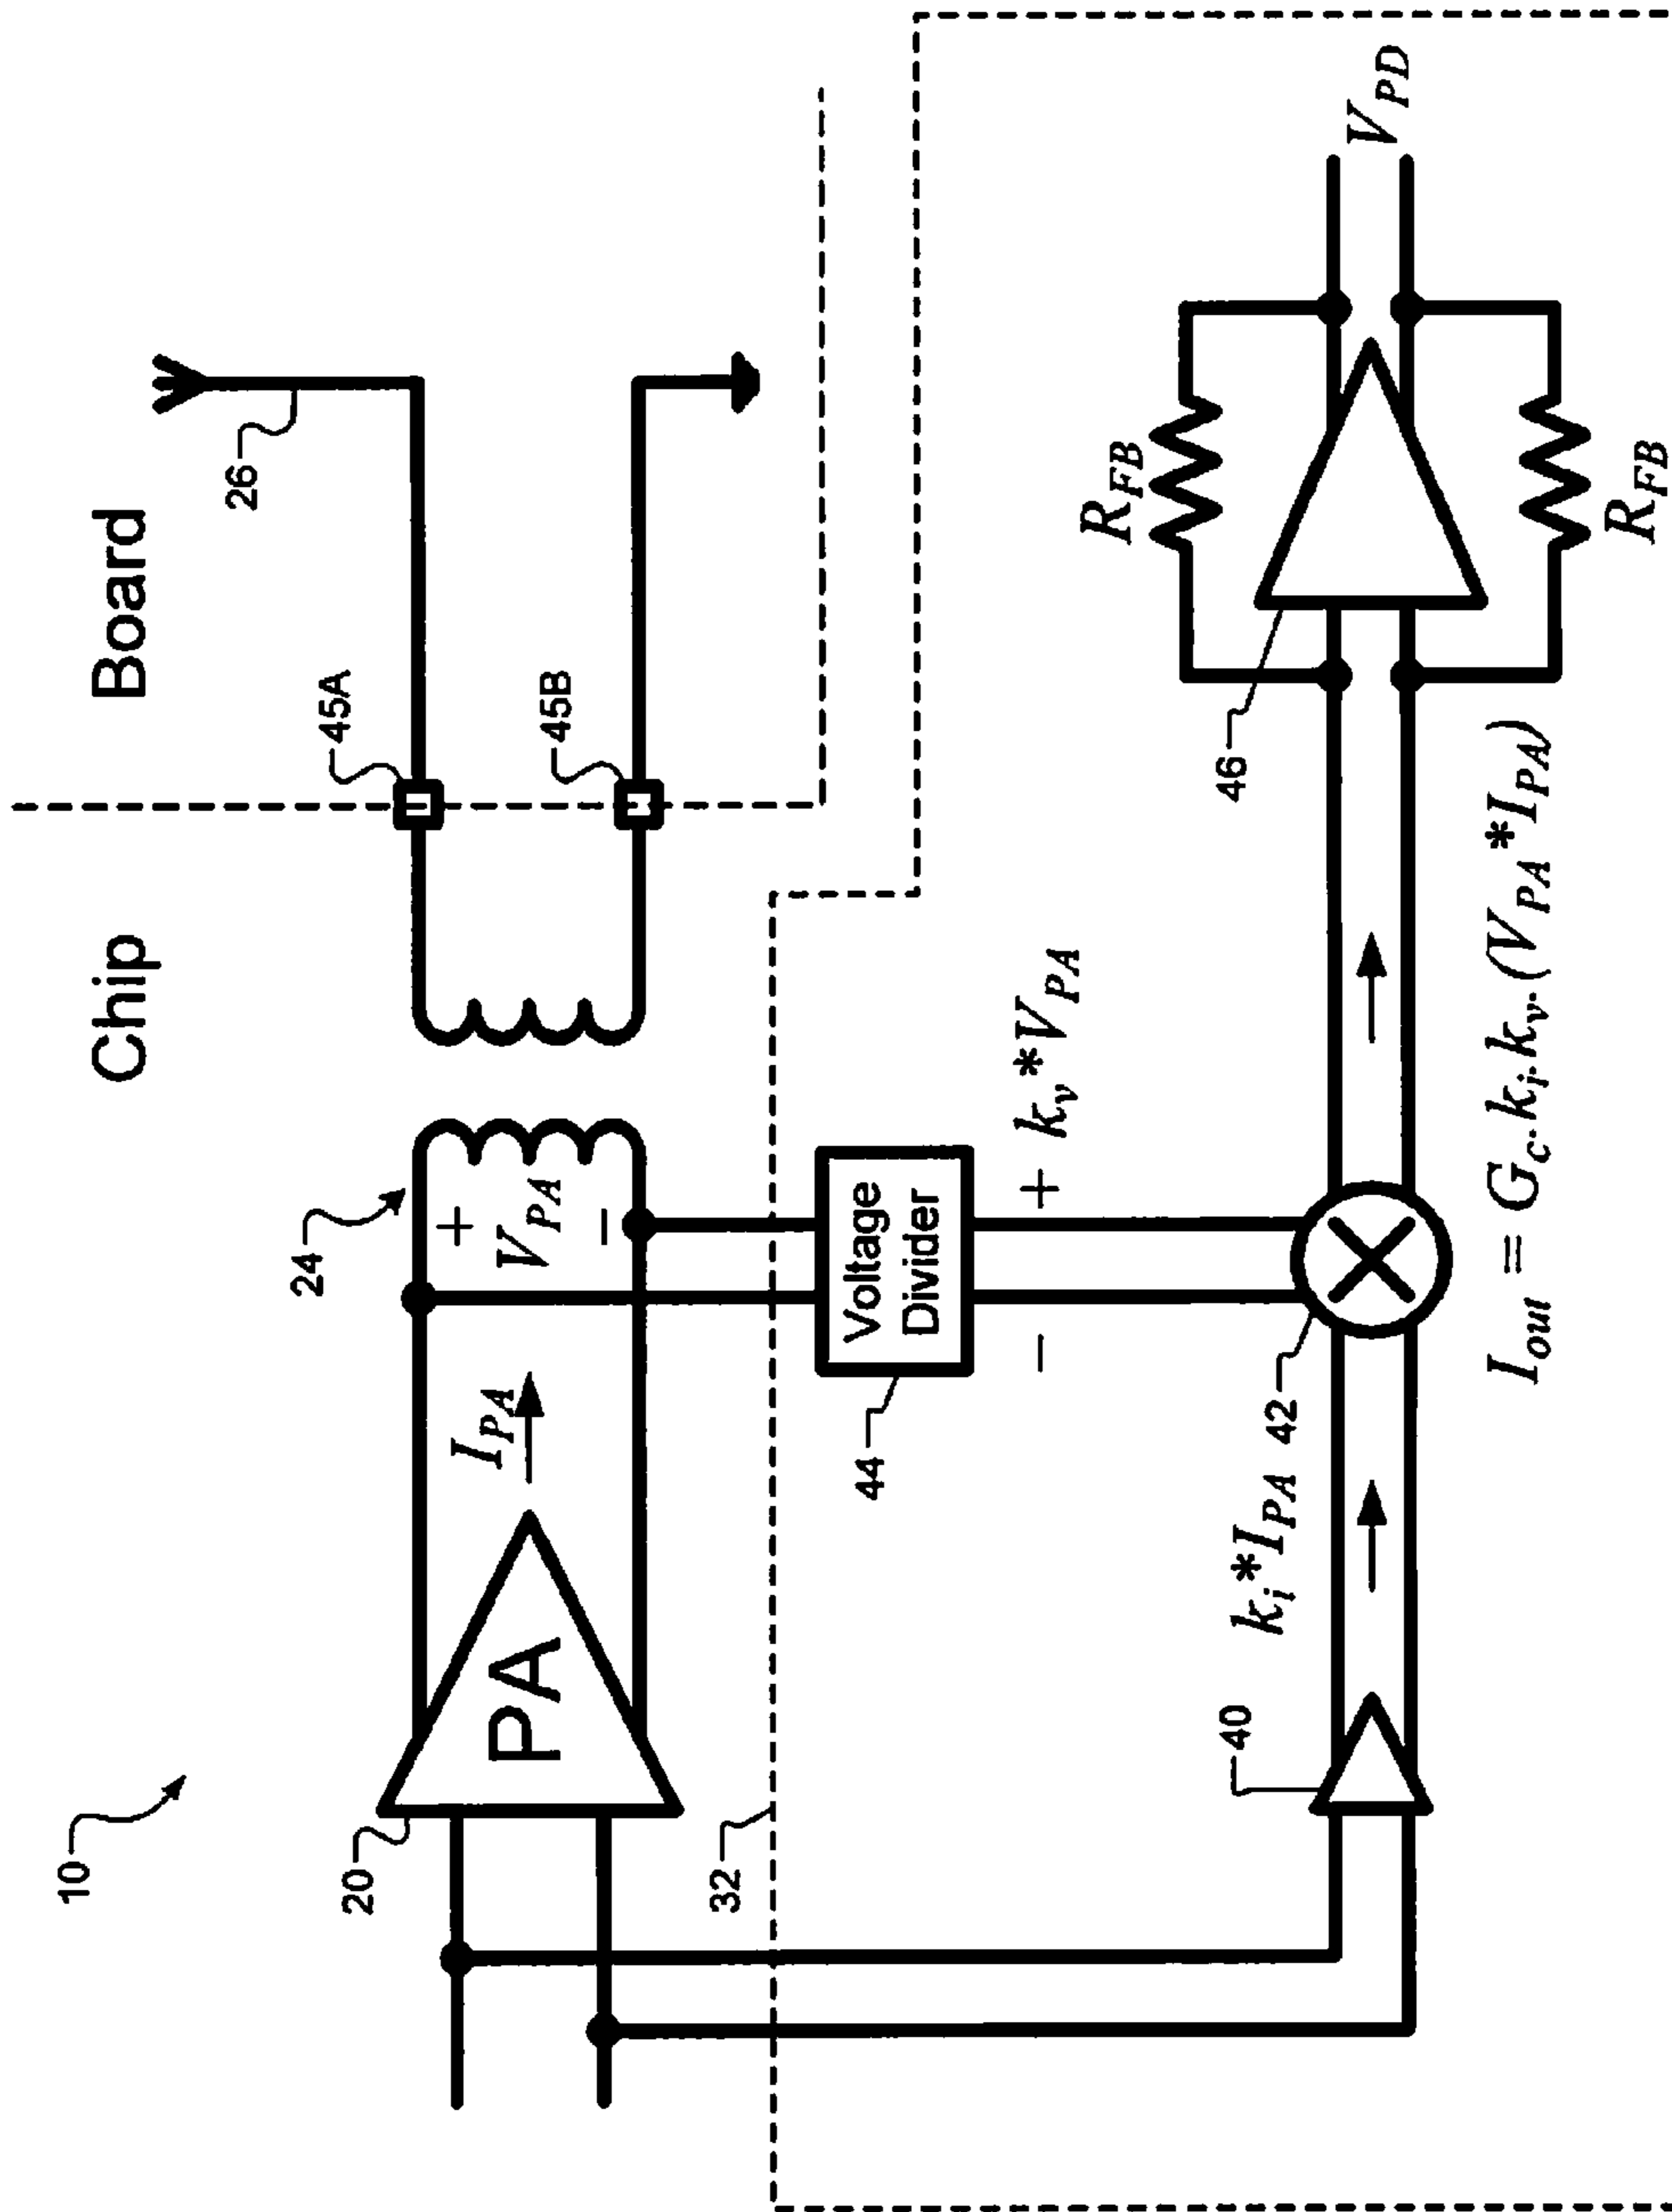 Chip
Board
10
20
PA
I_PA
24
+
V_PA
–
45A
45B
26
32
44
Voltage
Divider
–
+
k_v*V_PA
40
k_i*I_PA
42
46
R_FB
R_FB
V_PD
I_out = G_c·k_i·k_v·(V_PA*I_PA)